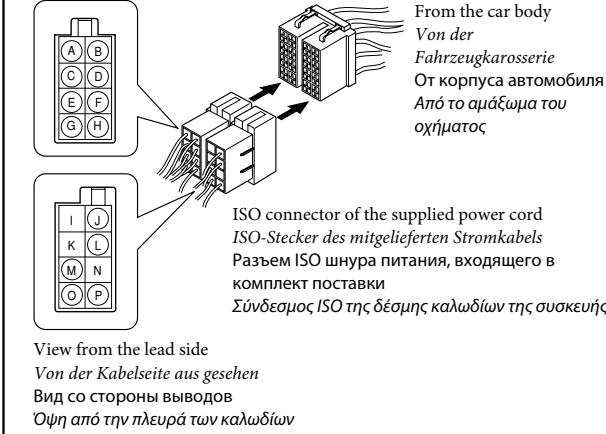 From the car body
Von der
Fahrzeugkarosserie
От корпуса автомобиля
Από το αμάξωμα του
οχήματος
A B
C D
E F
G H
I J
K L
M N
O P
ISO connector of the supplied power cord
ISO-Stecker des mitgelieferten Stromkabels
Разъем ISO шнура питания, входящего в
комплект поставки
Σύνδεσμος ISO της δέσμης καλωδίων της συσκευής
View from the lead side
Von der Kabelseite aus gesehen
Вид со стороны выводов
Όψη από την πλευρά των καλωδίων